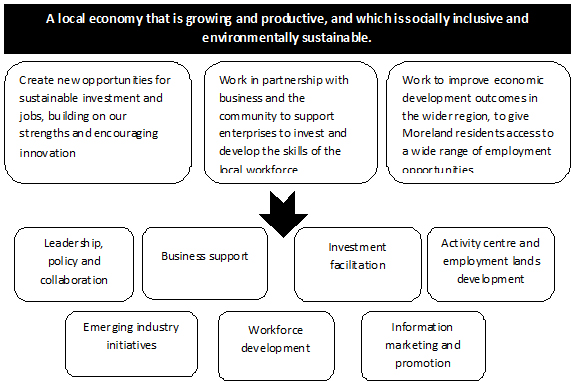 A local economy that is growing and productive, and which is socially inclusive and
environmentally sustainable.
Create new opportunities for
sustainable investment and
jobs, building on our
strengths and encouraging
innovation
Work in partnership with
business and the
community to support
enterprises to invest and
develop the skills of the
local workforce
Work to improve economic
development outcomes in
the wider region, to give
Moreland residents access to
a wide range of employment
opportunities
Leadership,
policy and
collaboration
Business support
Investment
facilitation
Activity centre and
employment lands
development
Emerging industry
initiatives
Workforce
development
Information
marketing and
promotion